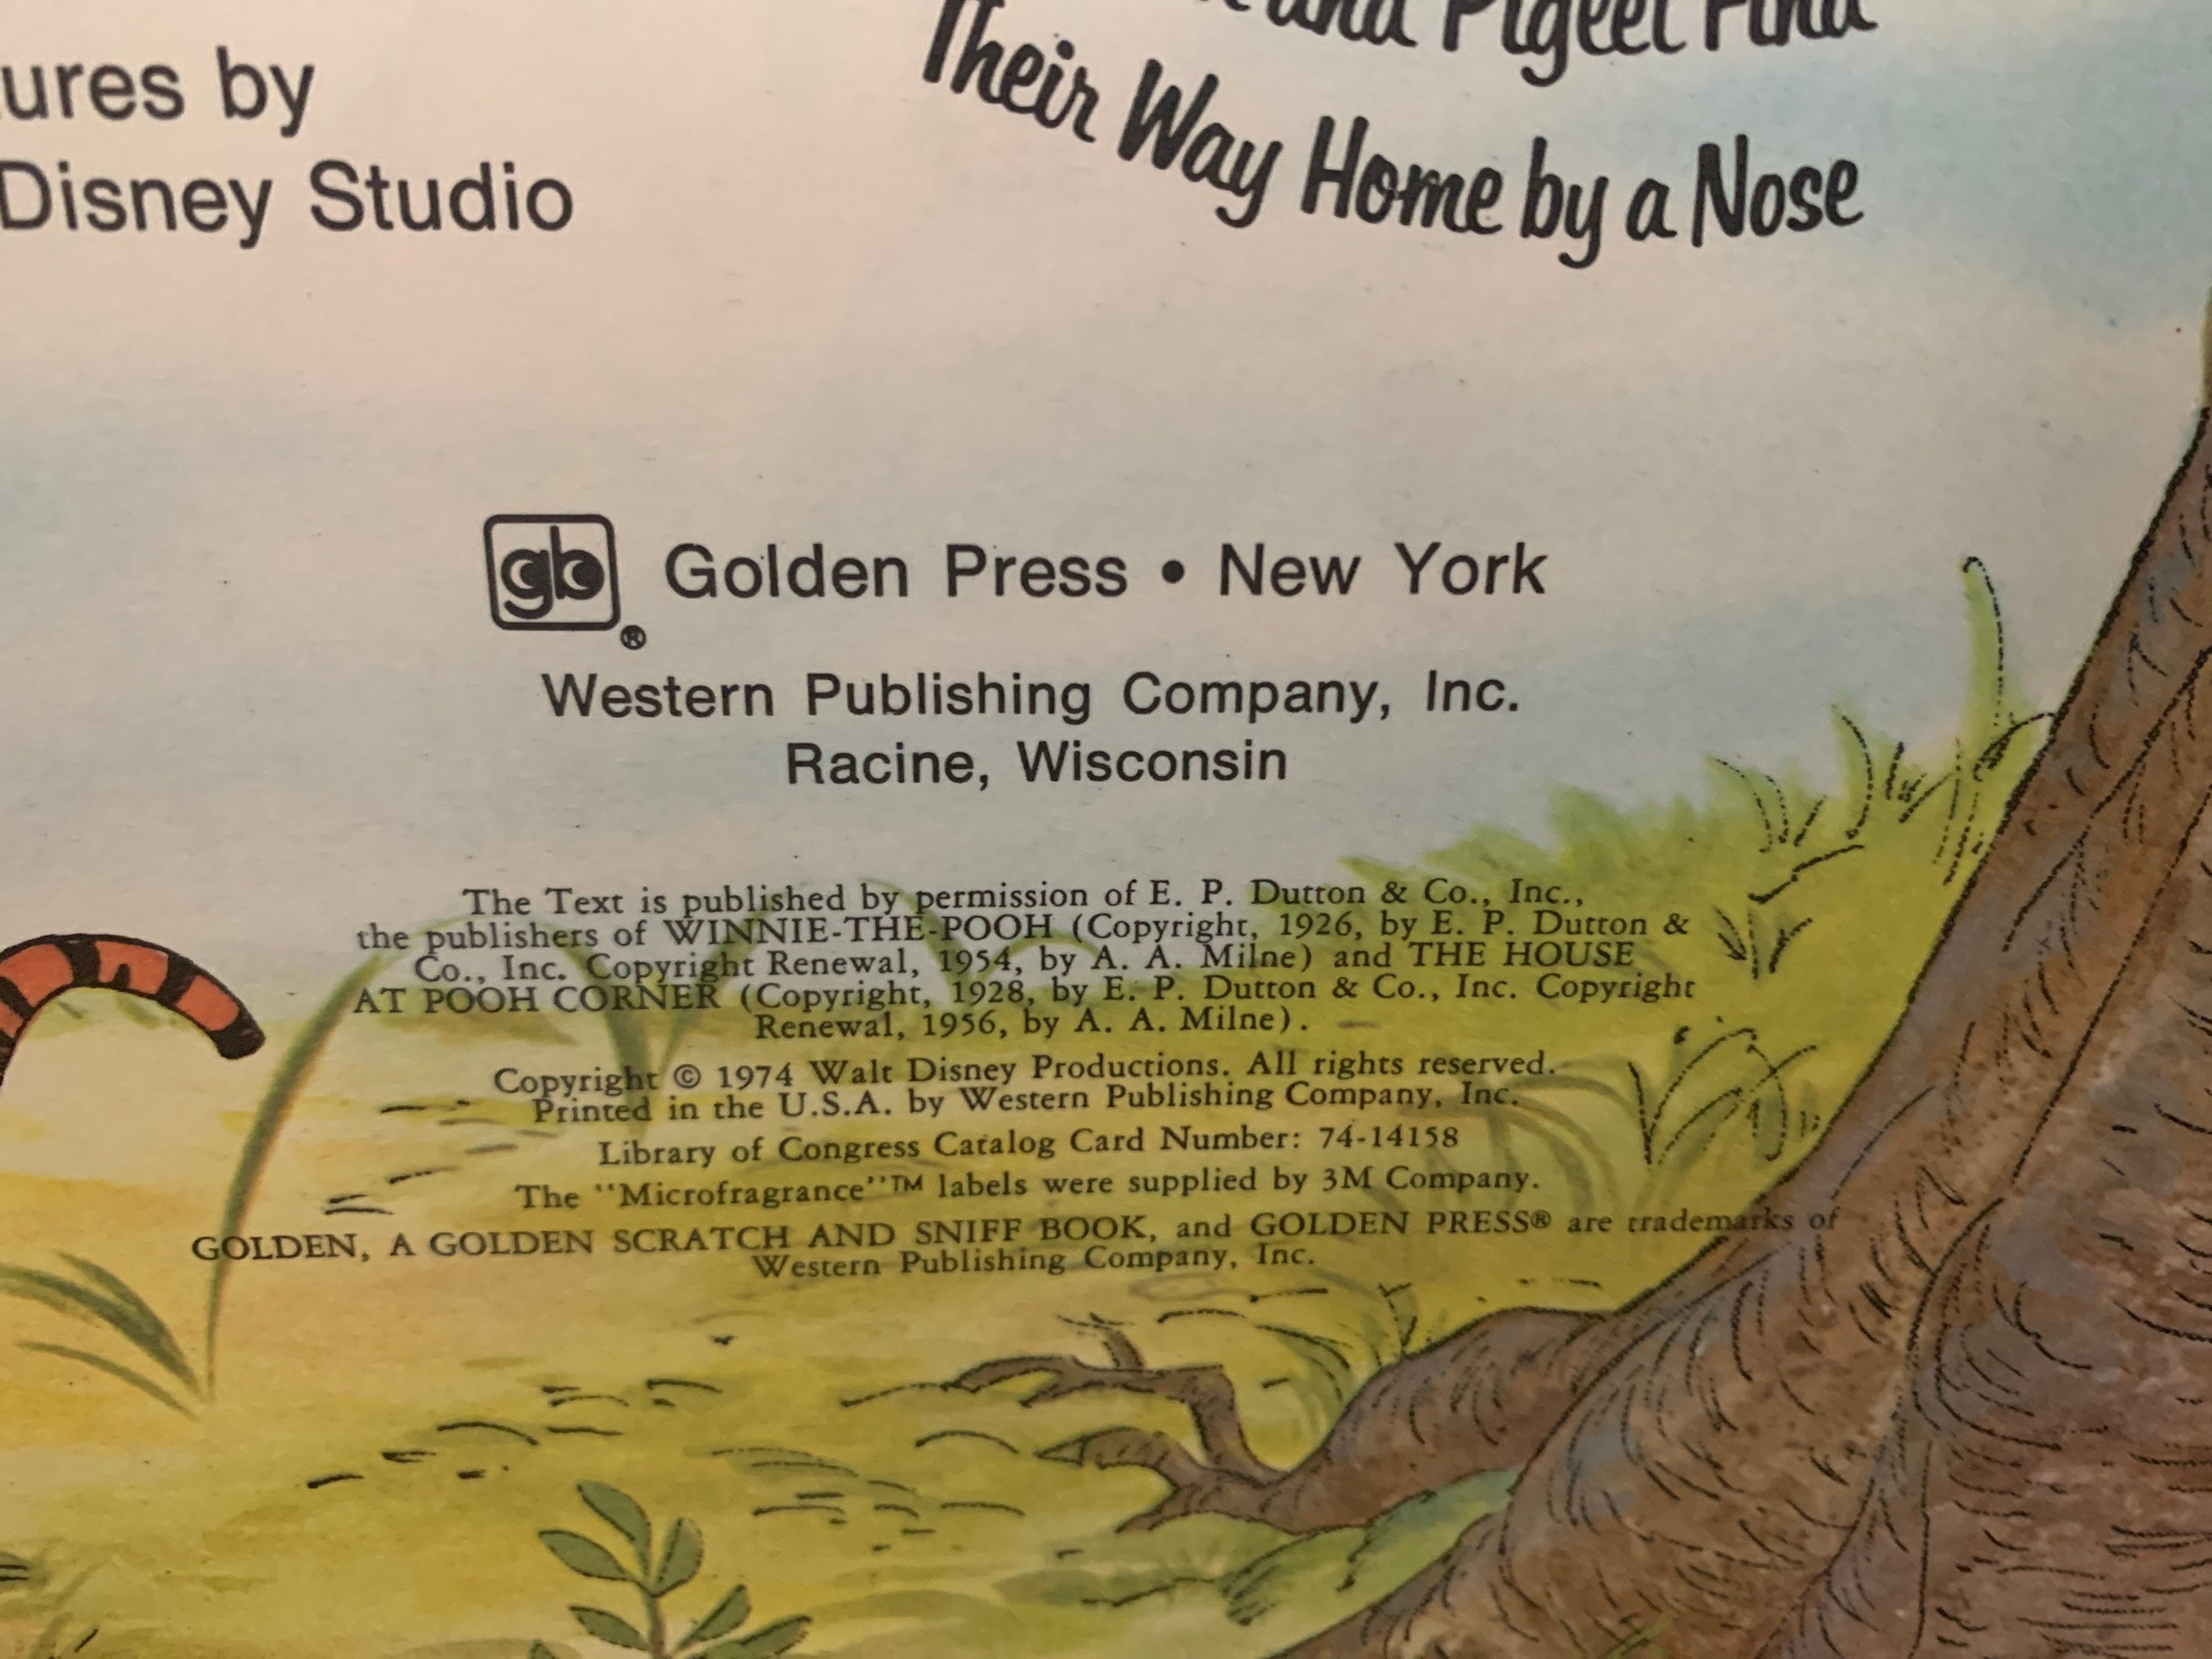 and Piglet Find
Their Way Home by a Nose
ures by
Disney Studio
gb® Golden Press • New York
Western Publishing Company, Inc.
Racine, Wisconsin
The Text is published by permission of E. P. Dutton & Co., Inc.,
the publishers of WINNIE-THE-POOH (Copyright, 1926, by E. P. Dutton &
Co., Inc. Copyright Renewal, 1954, by A. A. Milne) and THE HOUSE
AT POOH CORNER (Copyright, 1928, by E. P. Dutton & Co., Inc. Copyright
Renewal, 1956, by A. A. Milne).
Copyright © 1974 Walt Disney Productions. All rights reserved.
Printed in the U.S.A. by Western Publishing Company, Inc.
Library of Congress Catalog Card Number: 74-14158
The "Microfragrance"™ labels were supplied by 3M Company.
GOLDEN, A GOLDEN SCRATCH AND SNIFF BOOK, and GOLDEN PRESS® are trademarks of
Western Publishing Company, Inc.